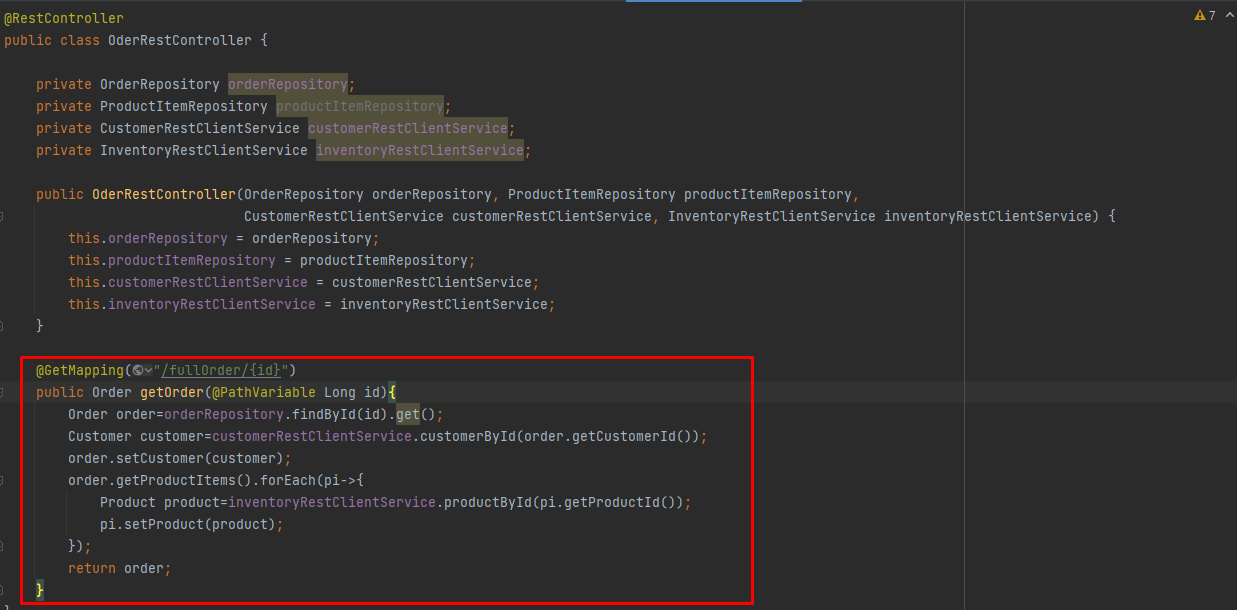 @RestController
7
public class OderRestController {
private OrderRepository orderRepository;
private ProductItemRepository productItemRepository;
private CustomerRestClientService customerRestClientService;
private InventoryRestClientService inventoryRestClientService;
public OderRestController(OrderRepository orderRepository, ProductItemRepository productItemRepository,
CustomerRestClientService customerRestClientService, InventoryRestClientService inventoryRestClientService) {
this.orderRepository = orderRepository;
this.productItemRepository = productItemRepository;
this.customerRestClientService = customerRestClientService;
this.inventoryRestClientService = inventoryRestClientService;
}
@GetMapping("/fullOrder/{id}")
public Order getOrder(@PathVariable Long id){
Order order=orderRepository.findById(id).get();
Customer customer=customerRestClientService.customerById(order.getCustomerId());
order.setCustomer(customer);
order.getProductItems().forEach(pi->{
Product product=inventoryRestClientService.productById(pi.getProductId());
pi.setProduct(product);
});
return order;
}